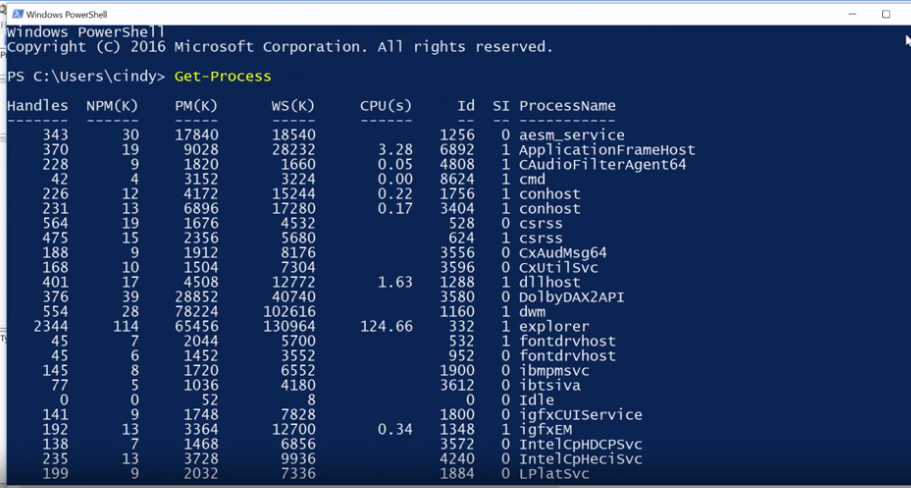 Windows PowerShell
Windows PowerShell
Copyright (C) 2016 Microsoft Corporation. All rights reserved.
PS C:\Users\cindy> Get-Process
Handles NPM(K) PM(K) WS(K) CPU(s) Id SI ProcessName
------- ------ ----- ----- ------ -- -- -----------
343 30 17840 18540 1256 0 aesm_service
370 19 9028 28232 3.28 6892 1 ApplicationFrameHost
228 9 1820 1660 0.05 4808 1 CAudioFilterAgent64
42 4 3152 3224 0.00 8624 1 cmd
226 12 4172 15244 0.22 1756 1 conhost
231 13 6896 17280 0.17 3404 1 conhost
564 19 1676 4532 528 0 csrss
475 15 2356 5680 624 1 csrss
188 9 1912 8176 3556 0 CxAudMsg64
168 10 1504 7304 3596 0 CxUtilSvc
401 17 4508 12772 1.63 1288 1 dllhost
376 39 28852 40740 3580 0 DolbyDAX2API
554 28 78224 102616 1160 1 dwm
2344 114 65456 130964 124.66 332 1 explorer
45 7 2044 5700 532 1 fontdrvhost
45 6 1452 3552 952 0 fontdrvhost
145 8 1720 6552 1900 0 ibmpmsvc
77 5 1036 4180 3612 0 ibtsiva
0 0 52 8 0 0 Idle
141 9 1748 7828 1800 0 igfxCUIService
192 13 3364 12700 0.34 1348 1 igfxEM
138 7 1468 6856 3572 0 IntelCpHDCPSvc
235 13 3728 9936 4240 0 IntelCpHeciSvc
199 9 2032 7336 1884 0 LPlatSvc